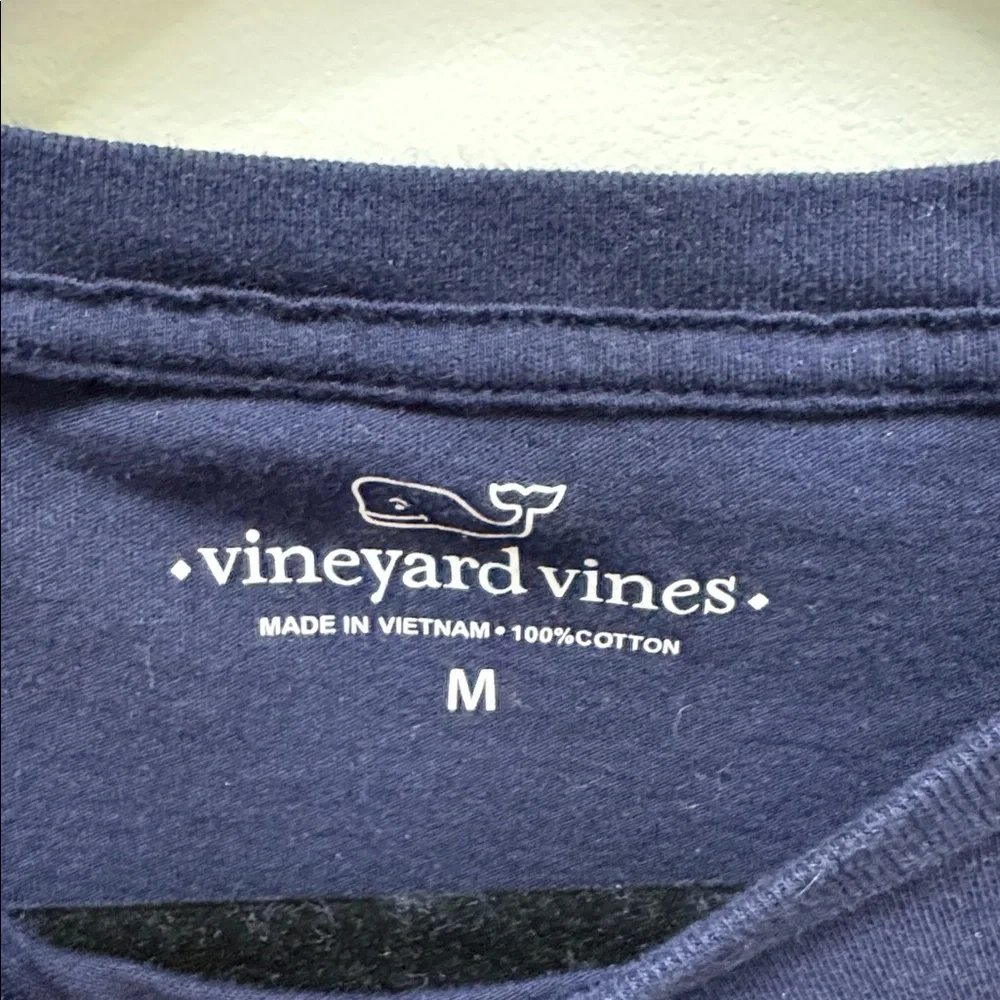 • vineyard vines •
MADE IN VIETNAM • 100%COTTON
M